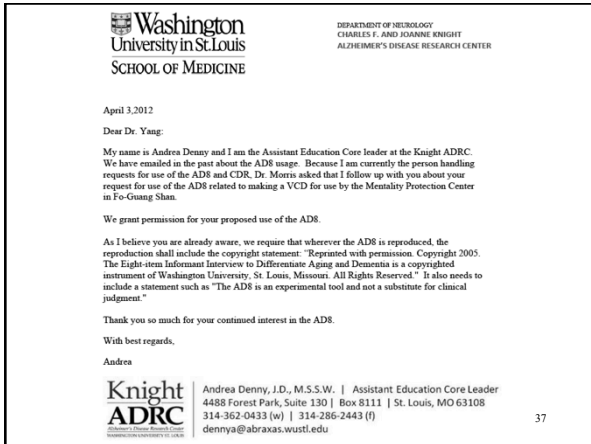 Washington
University in St. Louis
SCHOOL OF MEDICINE
DEPARTMENT OF NEUROLOGY
CHARLES F. AND JOANNE KNIGHT
ALZHEIMER'S DISEASE RESEARCH CENTER
April 3,2012
Dear Dr. Yang:
My name is Andrea Denny and I am the Assistant Education Core leader at the Knight ADRC.
We have emailed in the past about the AD8 usage. Because I am currently the person handling
requests for use of the AD8 and CDR, Dr. Morris asked that I follow up with you about your
request for use of the AD8 related to making a VCD for use by the Mentality Protection Center
in Fo-Guang Shan.
We grant permission for your proposed use of the AD8.
As I believe you are already aware, we require that wherever the AD8 is reproduced, the
reproduction shall include the copyright statement: "Reprinted with permission. Copyright 2005.
The Eight-item Informant Interview to Differentiate Aging and Dementia is a copyrighted
instrument of Washington University, St. Louis, Missouri. All Rights Reserved." It also needs to
include a statement such as "The AD8 is an experimental tool and not a substitute for clinical
judgment."
Thank you so much for your continued interest in the AD8.
With best regards,
Andrea
Knight
ADRC
Alzheimer's Disease Research Center
WASHINGTON UNIVERSITY ST. LOUIS
Andrea Denny, J.D., M.S.S.W. | Assistant Education Core Leader
4488 Forest Park, Suite 130 | Box 8111 | St. Louis, MO 63108
314-362-0433 (w) | 314-286-2443 (f)
dennya@abraxas.wustl.edu
37